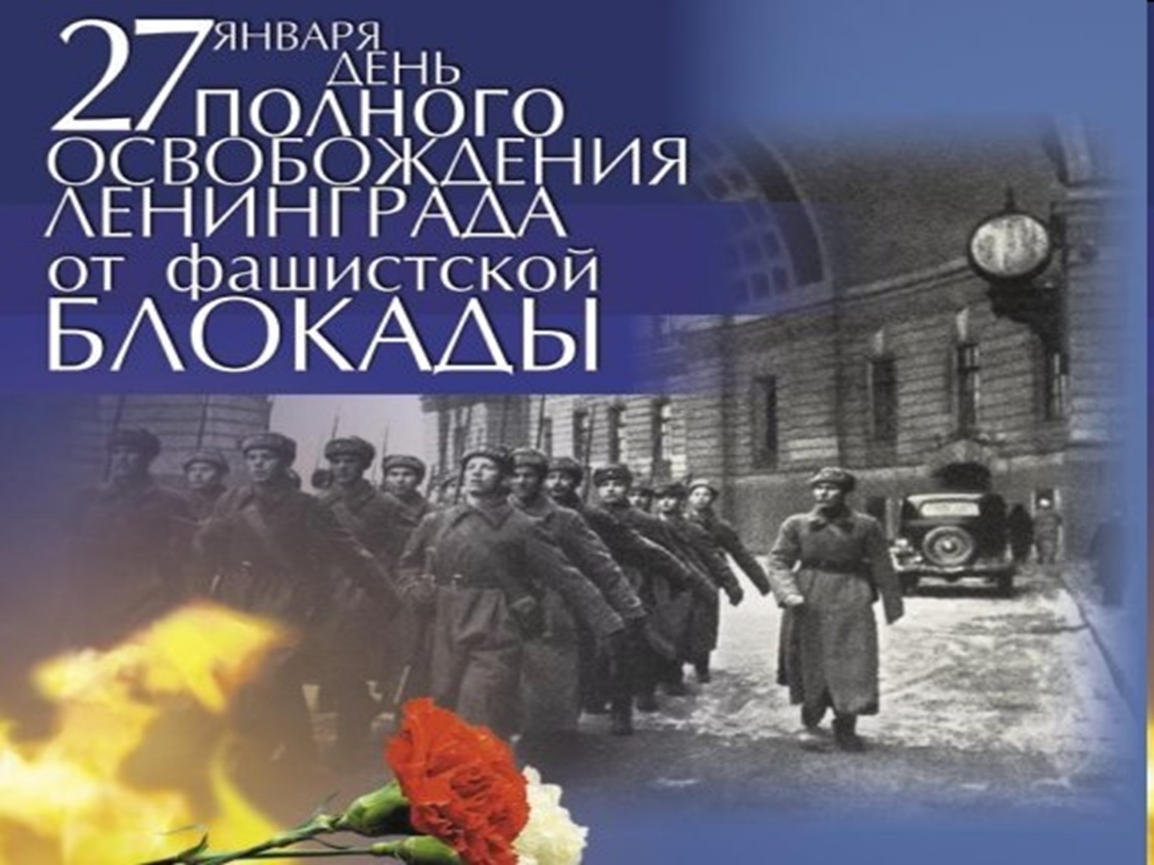 27 ЯНВАРЯ
ДЕНЬ
ПОЛНОГО
ОСВОБОЖДЕНИЯ
ЛЕНИНГРАДА
от фашистской
БЛОКАДЫ